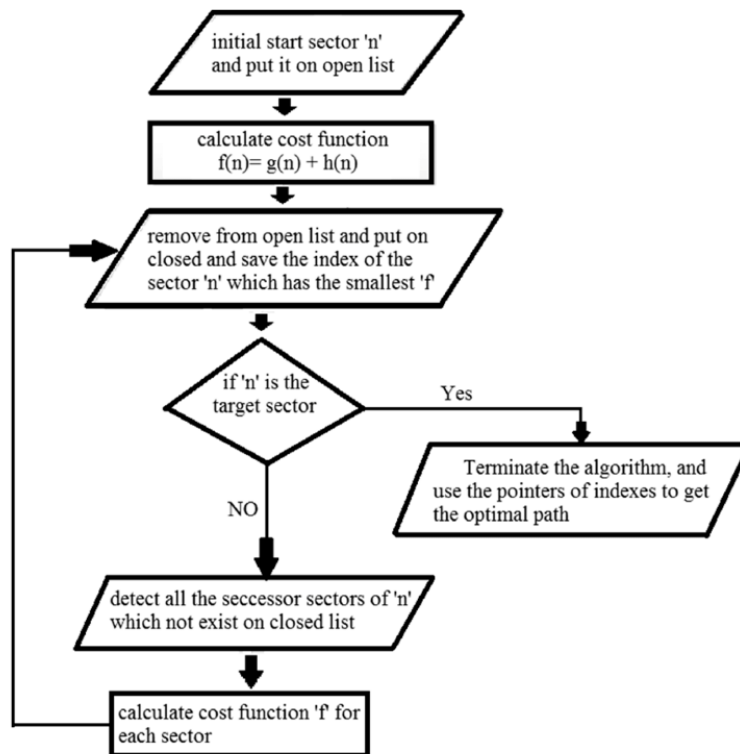 initial start sector 'n'
and put it on open list
calculate cost function
f(n)= g(n) + h(n)
remove from open list and put on
closed and save the index of the
sector 'n' which has the smallest 'f'
if 'n' is the
target sector
Yes
Terminate the algorithm, and
use the pointers of indexes to get
the optimal path
NO
detect all the seccessor sectors of 'n'
which not exist on closed list
calculate cost function 'f' for
each sector